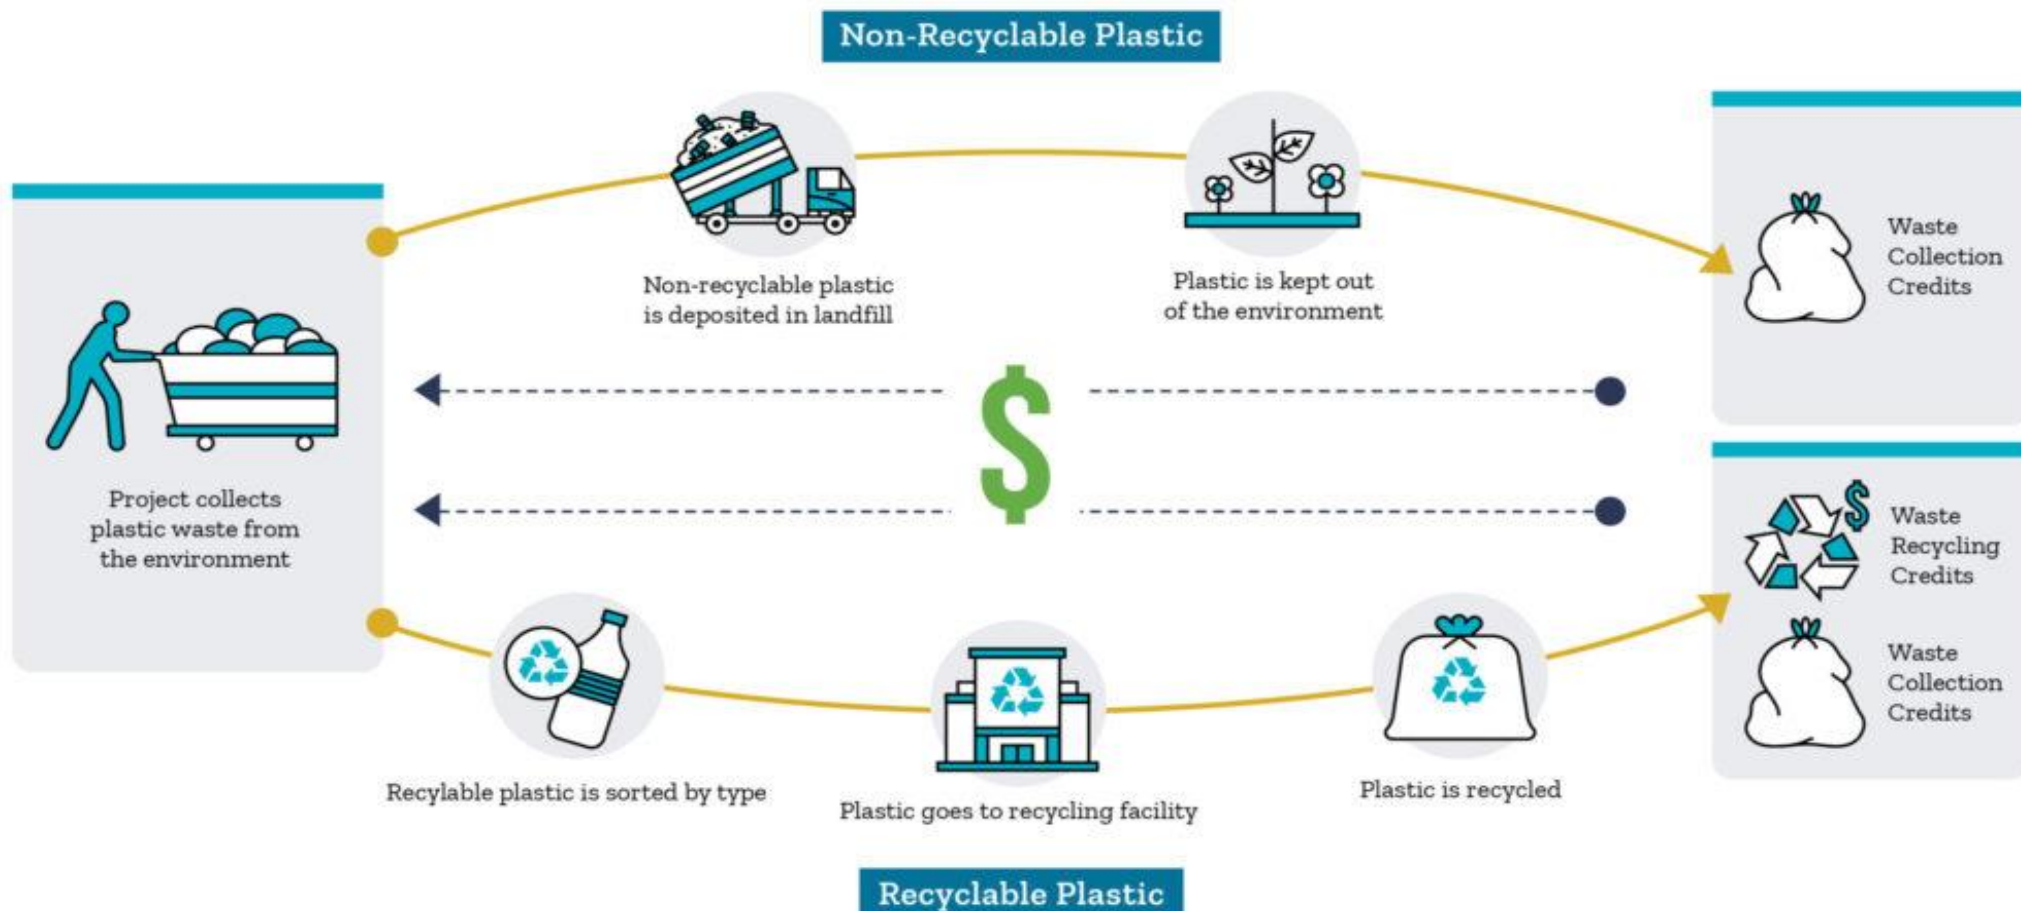 Non-Recyclable Plastic
Non-recyclable plastic
is deposited in landfill
Plastic is kept out
of the environment
Waste
Collection
Credits
Project collects
plastic waste from
the environment
$
$
Waste
Recycling
Credits
Waste
Collection
Credits
Recylable plastic is sorted by type
Plastic goes to recycling facility
Plastic is recycled
Recyclable Plastic